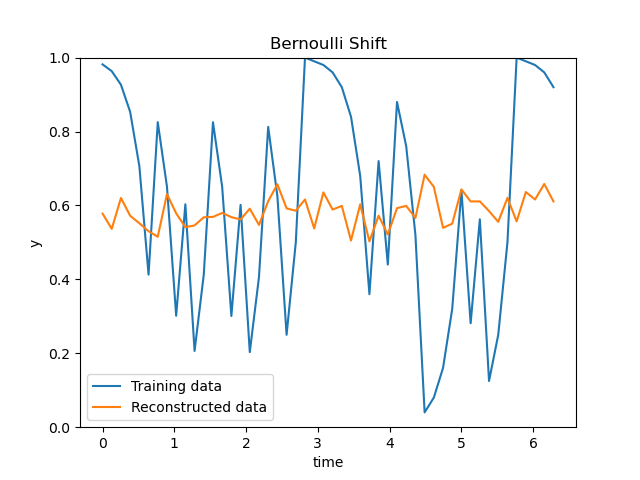 Bernoulli Shift
1.0
0.8
0.6
0.4
0.2
0.0
y
Training data
Reconstructed data
0 1 2 3 4 5 6
time